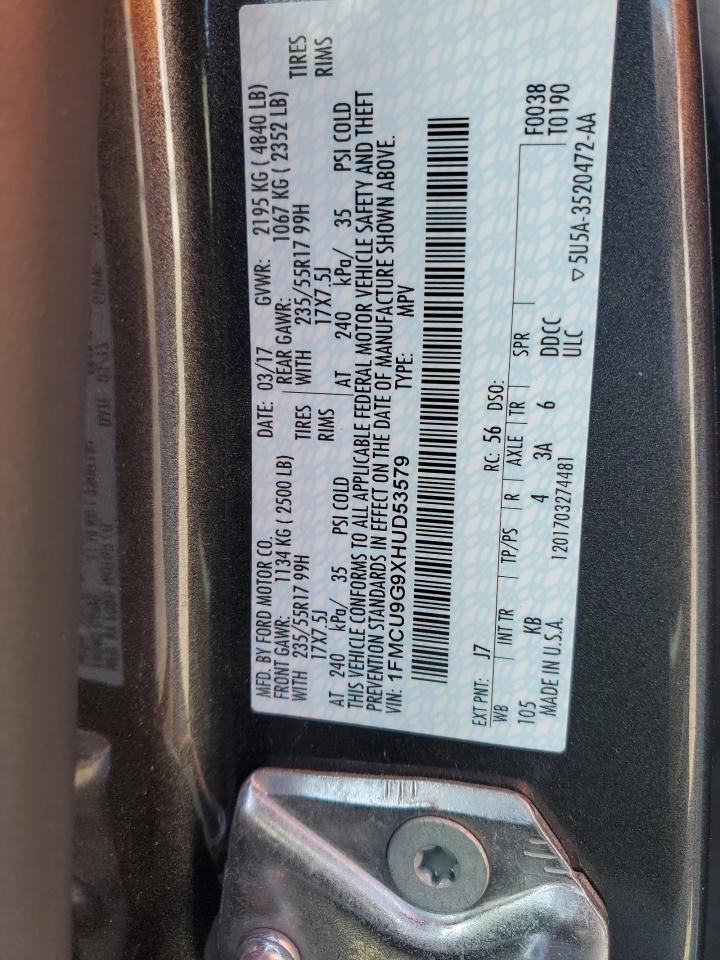 MFD. BY FORD MOTOR CO. DATE: 03/17 GVWR: 2195 KG ( 4840 LB)
FRONT GAWR: 1134 KG ( 2500 LB) REAR GAWR: 1067 KG ( 2352 LB)
WITH 235/55R17 99H TIRES WITH 235/55R17 99H TIRES
17X7.5J RIMS 17X7.5J RIMS
AT 240 kPa/ 35 PSI COLD AT 240 kPa/ 35 PSI COLD
THIS VEHICLE CONFORMS TO ALL APPLICABLE FEDERAL MOTOR VEHICLE SAFETY AND THEFT
PREVENTION STANDARDS IN EFFECT ON THE DATE OF MANUFACTURE SHOWN ABOVE.
VIN: 1FMCU9G9XHUD53579 TYPE: MPV
EXT PNT: J7 RC: 56 DSO: F0038
WB INT TR TP/PS R AXLE TR SPR T0190
105 KB 4 3A 6 DDCC
MADE IN U.S.A. 1201703274481 ULC ▽5U5A-3520472-AA